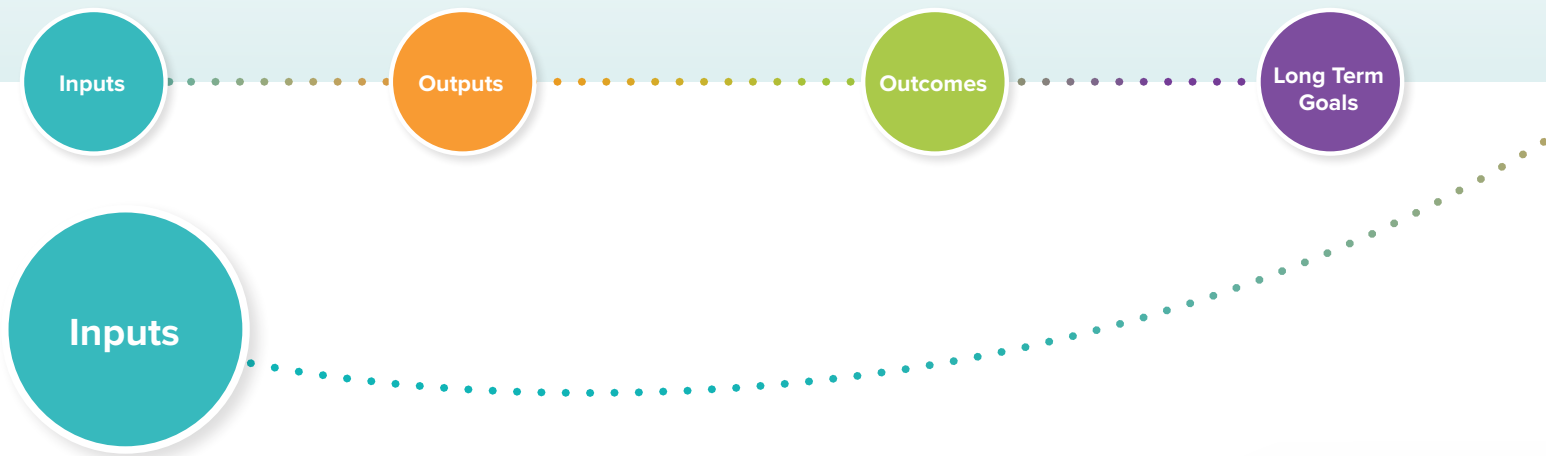 Inputs
Outputs
Outcomes
Long Term
Goals
Inputs